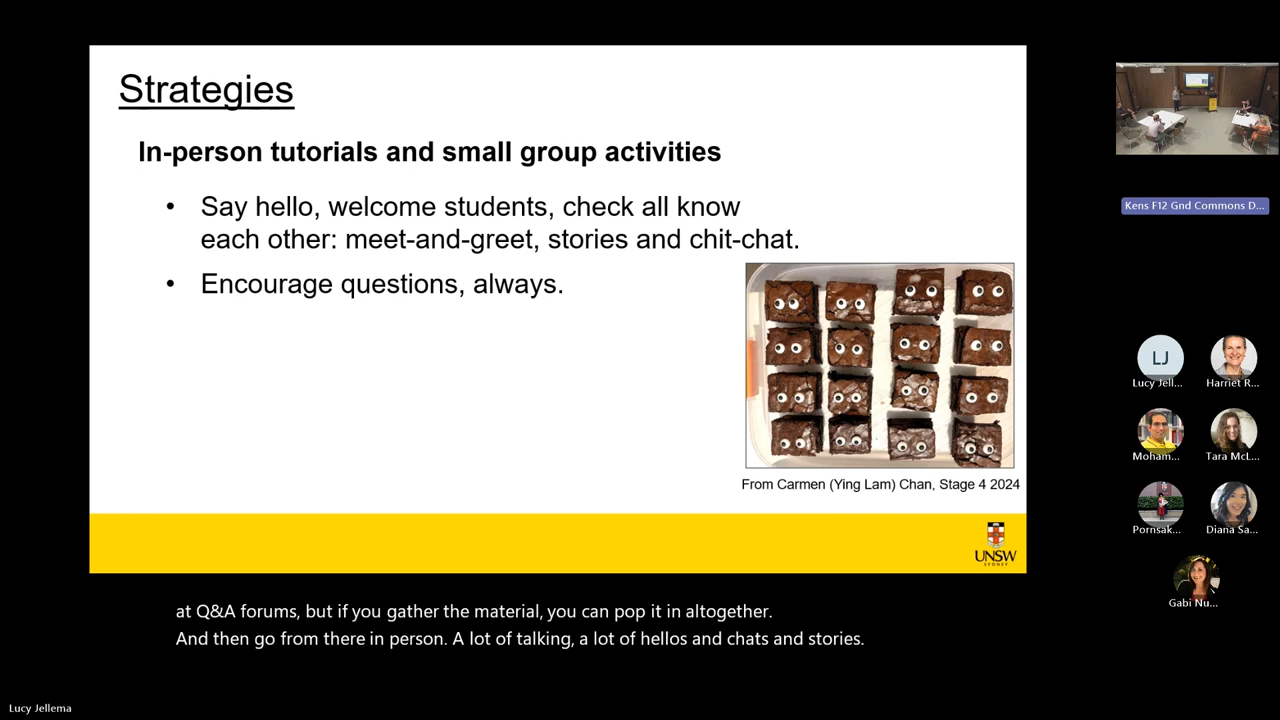 Strategies
In-person tutorials and small group activities
• Say hello, welcome students, check all know
each other: meet-and-greet, stories and chit-chat.
• Encourage questions, always.
From Carmen (Ying Lam) Chan, Stage 4 2024
UNSW
SYDNEY
Kens F12 Gnd Commons D...
LJ
Lucy Jell...
Harriet R...
Moham...
Tara McL...
Pornsak...
Diana Sa...
Gabi Nu...
at Q&A forums, but if you gather the material, you can pop it in altogether.
And then go from there in person. A lot of talking, a lot of hellos and chats and stories.
Lucy Jellema